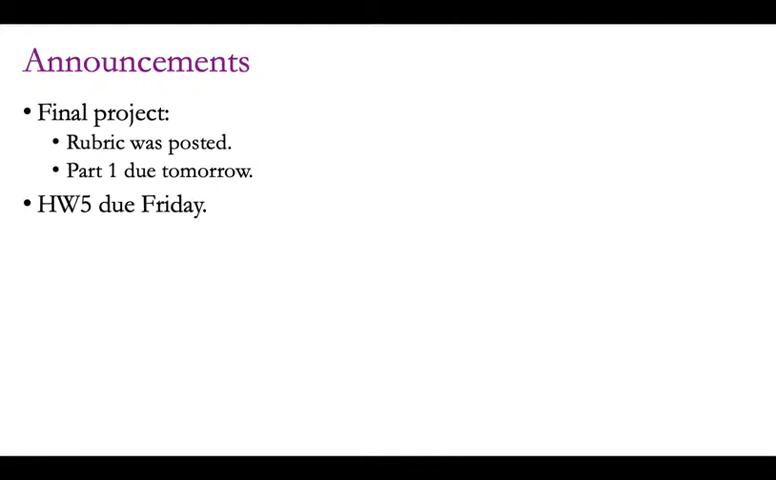 Announcements
• Final project:
• Rubric was posted.
• Part 1 due tomorrow.
• HW5 due Friday.